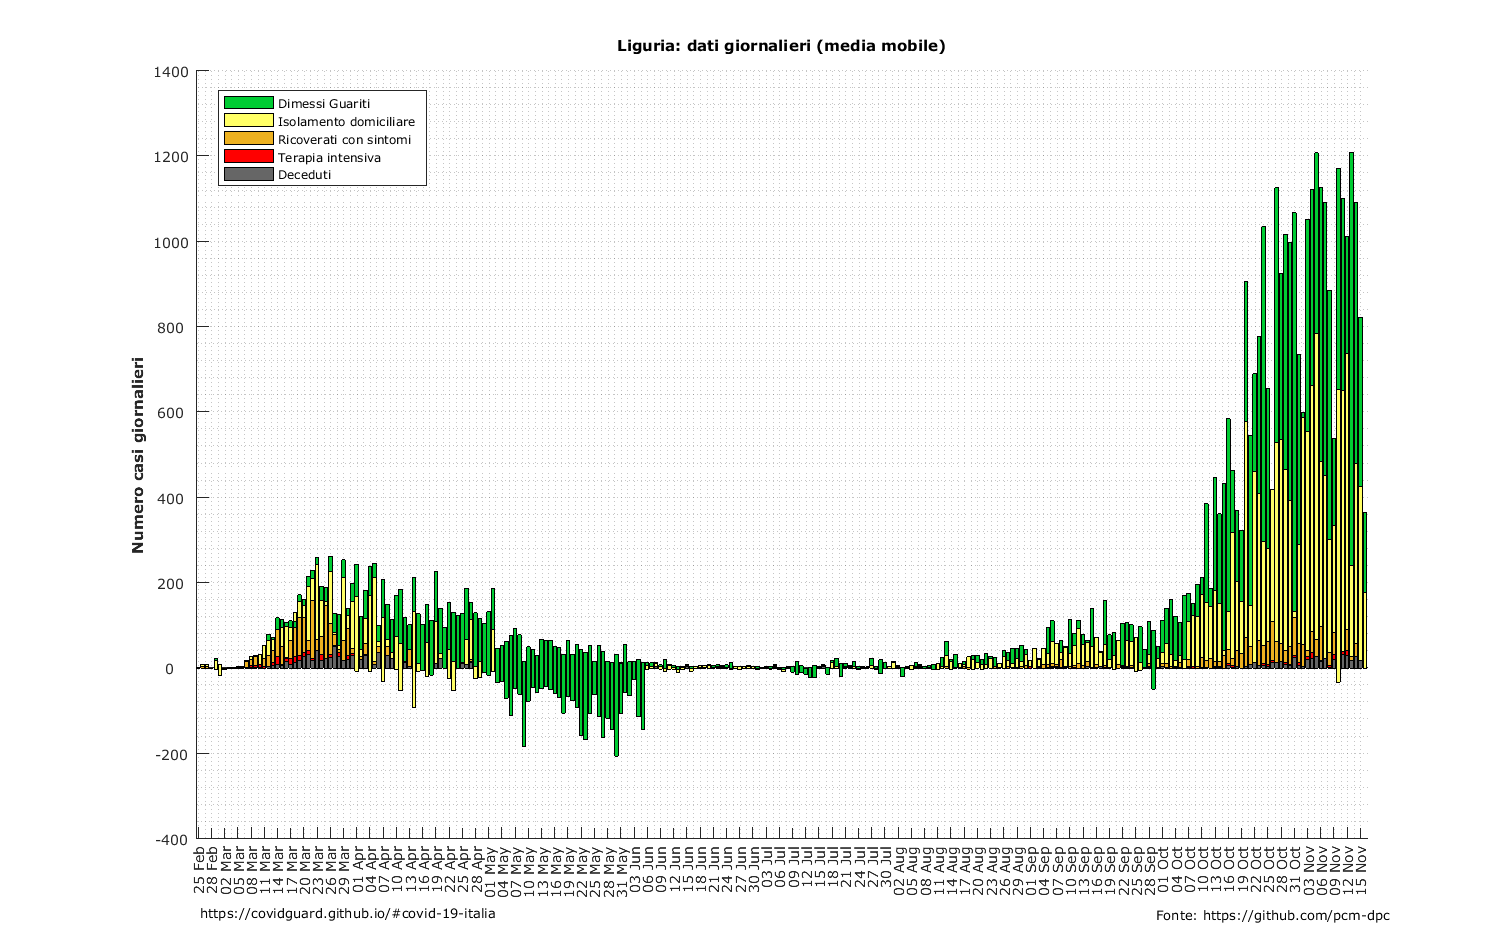 Liguria: dati giornalieri (media mobile)
Numero casi giornalieri
1400
1200
1000
800
600
400
200
0
-200
-400
Dimessi Guariti
Isolamento domiciliare
Ricoverati con sintomi
Terapia intensiva
Deceduti
25 Feb
28 Feb
02 Mar
05 Mar
08 Mar
11 Mar
14 Mar
17 Mar
20 Mar
23 Mar
26 Mar
29 Mar
01 Apr
04 Apr
07 Apr
10 Apr
13 Apr
16 Apr
19 Apr
22 Apr
25 Apr
28 Apr
01 May
04 May
07 May
10 May
13 May
16 May
19 May
22 May
25 May
28 May
31 May
03 Jun
06 Jun
09 Jun
12 Jun
15 Jun
18 Jun
21 Jun
24 Jun
27 Jun
30 Jun
03 Jul
06 Jul
09 Jul
12 Jul
15 Jul
18 Jul
21 Jul
24 Jul
27 Jul
30 Jul
02 Aug
05 Aug
08 Aug
11 Aug
14 Aug
17 Aug
20 Aug
23 Aug
26 Aug
29 Aug
01 Sep
04 Sep
07 Sep
10 Sep
13 Sep
16 Sep
19 Sep
22 Sep
25 Sep
28 Sep
01 Oct
04 Oct
07 Oct
10 Oct
13 Oct
16 Oct
19 Oct
22 Oct
25 Oct
28 Oct
31 Oct
03 Nov
06 Nov
09 Nov
12 Nov
15 Nov
https://covidguard.github.io/#covid-19-italia
Fonte: https://github.com/pcm-dpc